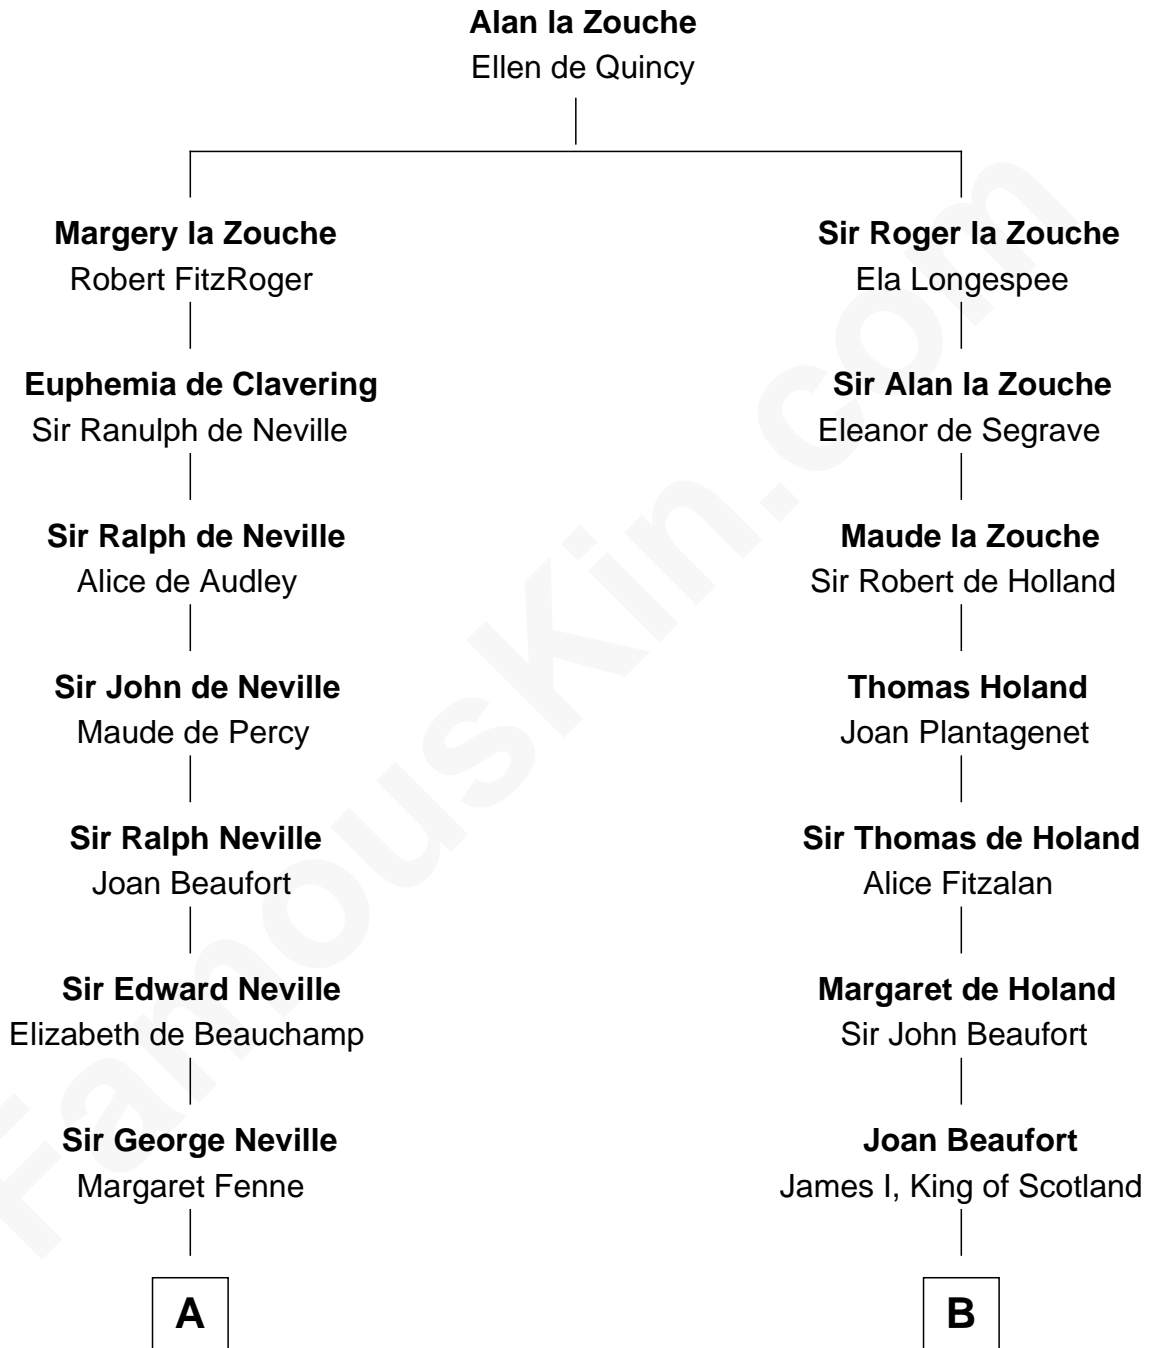 Alan la Zouche
Ellen de Quincy
Margery la Zouche
Robert FitzRoger
Euphemia de Clavering
Sir Ranulph de Neville
Sir Ralph de Neville
Alice de Audley
Sir John de Neville
Maude de Percy
Sir Ralph Neville
Joan Beaufort
Sir Edward Neville
Elizabeth de Beauchamp
Sir George Neville
Margaret Fenne
A
Sir Roger la Zouche
Ela Longespee
Sir Alan la Zouche
Eleanor de Segrave
Maude la Zouche
Sir Robert de Holland
Thomas Holand
Joan Plantagenet
Sir Thomas de Holand
Alice Fitzalan
Margaret de Holand
Sir John Beaufort
Joan Beaufort
James I, King of Scotland
B
FamousKin.com